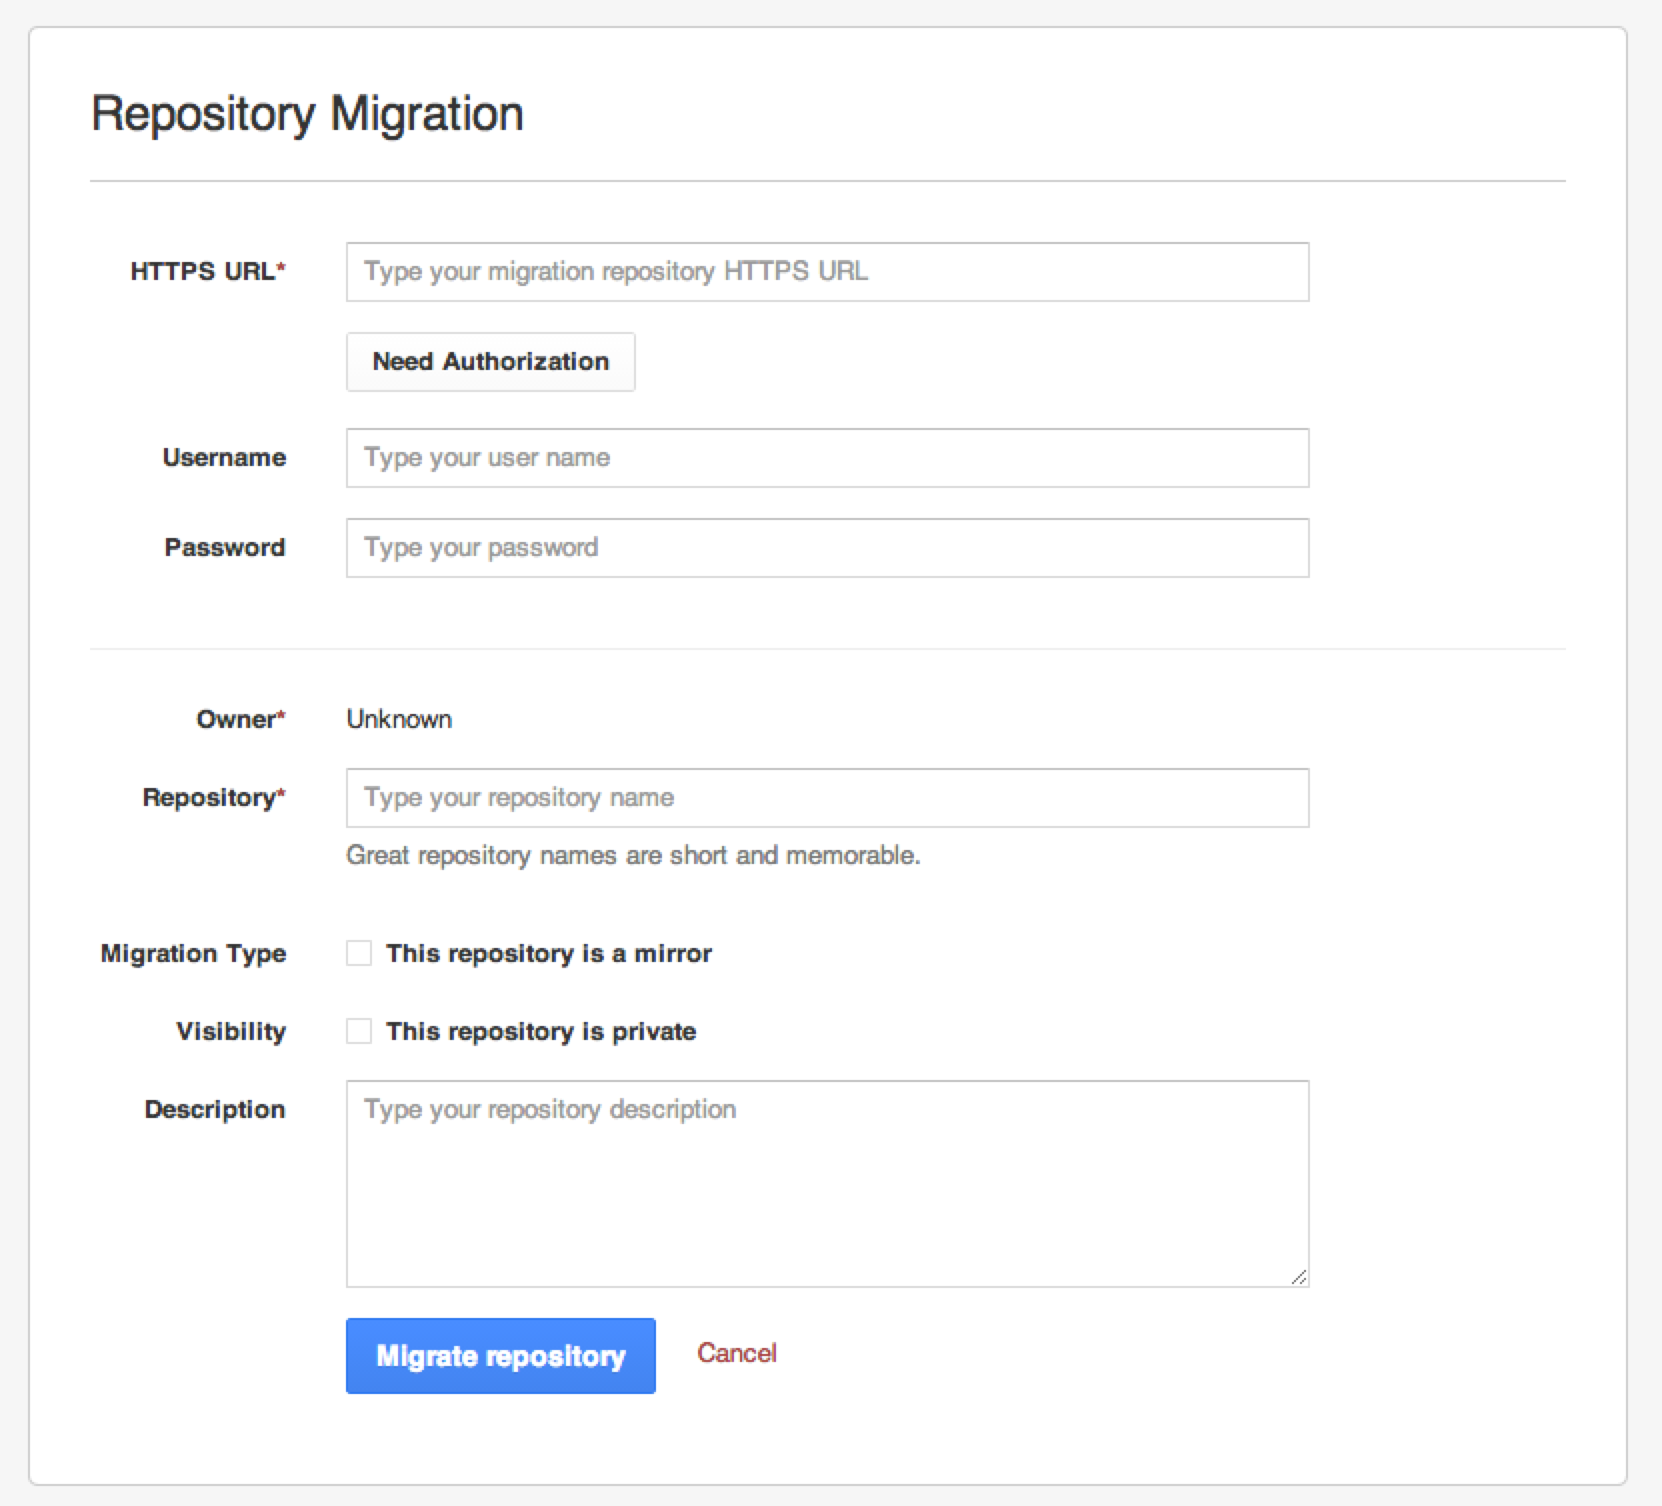 Repository Migration
HTTPS URL* Type your migration repository HTTPS URL
Need Authorization
Username Type your user name
Password Type your password
Owner* Unknown
Repository* Type your repository name
Great repository names are short and memorable.
Migration Type This repository is a mirror
Visibility This repository is private
Description Type your repository description
Migrate repository Cancel